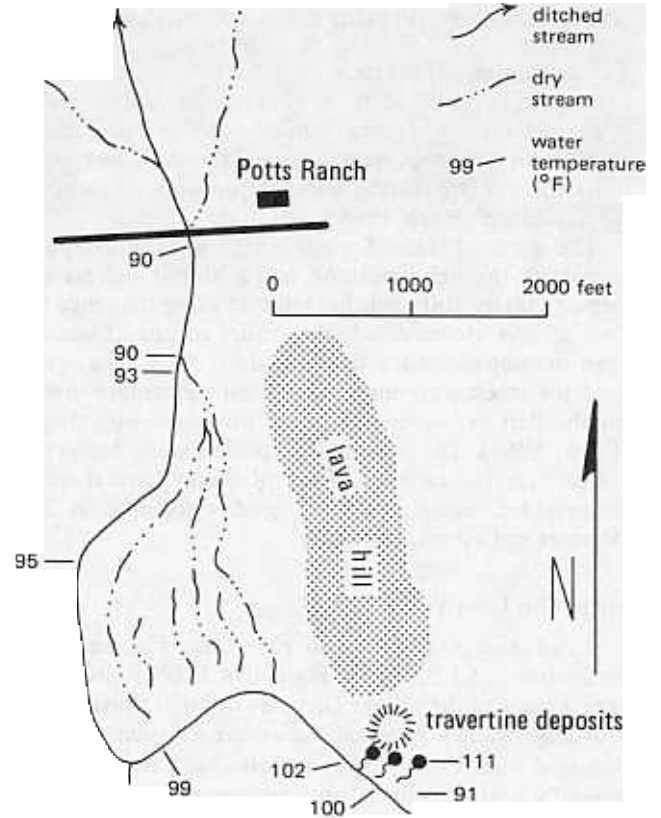 ditched
stream
dry
stream
99
water
temperature
(°F)
Potts Ranch
90
0 1000 2000 feet
90
93
lava
hill
95
N
travertine deposits
102
111
99
100
91